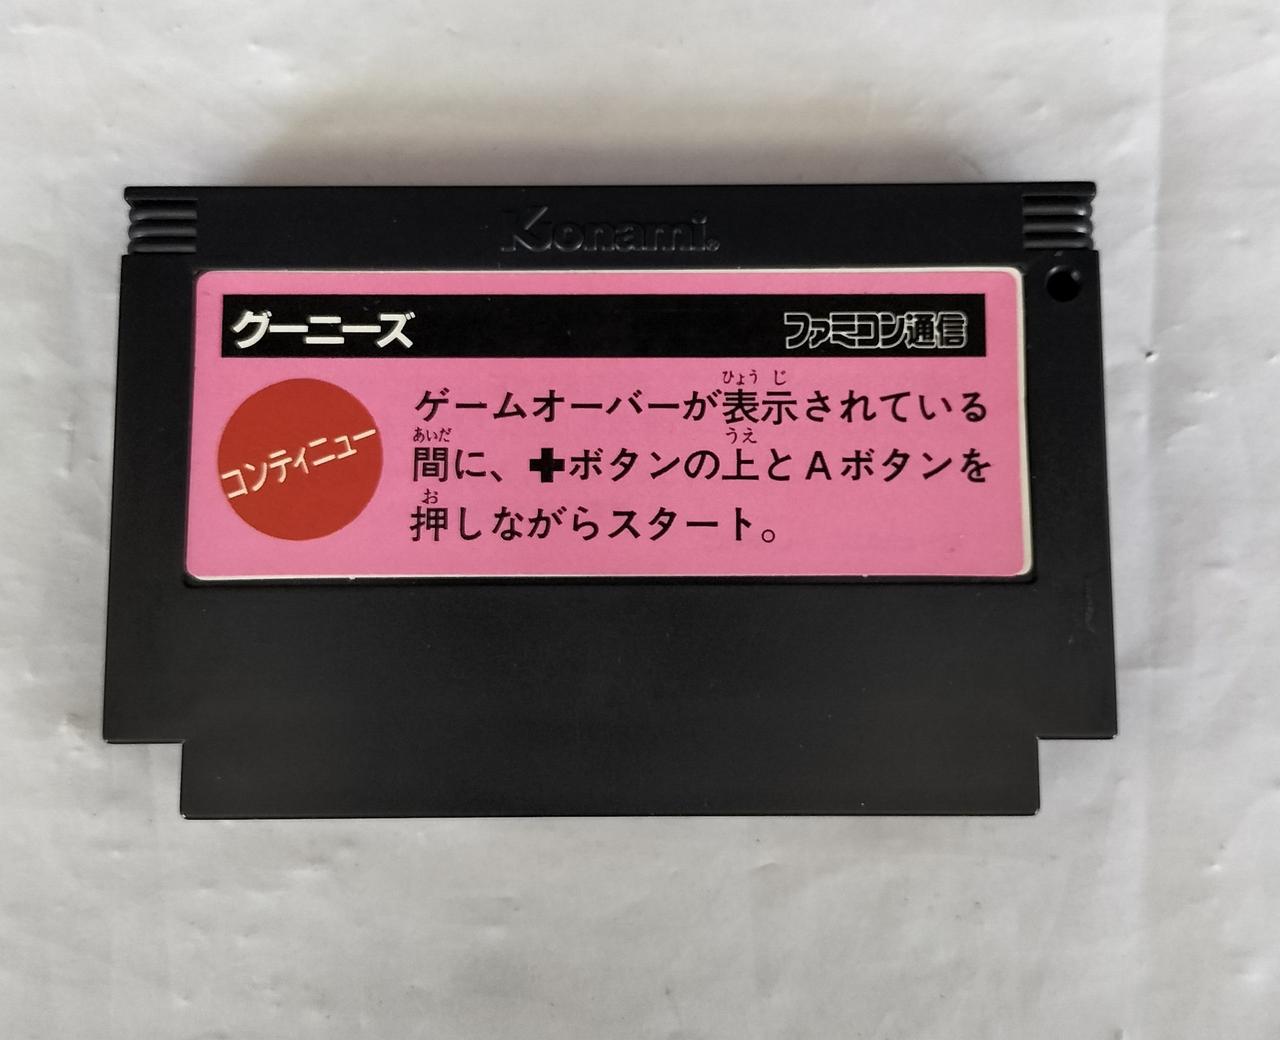 Konami®
グーニーズ
ファミコン通信
コンティニュー
ゲームオーバーが表示されている
間に、✚ボタンの上とAボタンを
押しながらスタート。
ひょうじ
あいだ
うえ
お